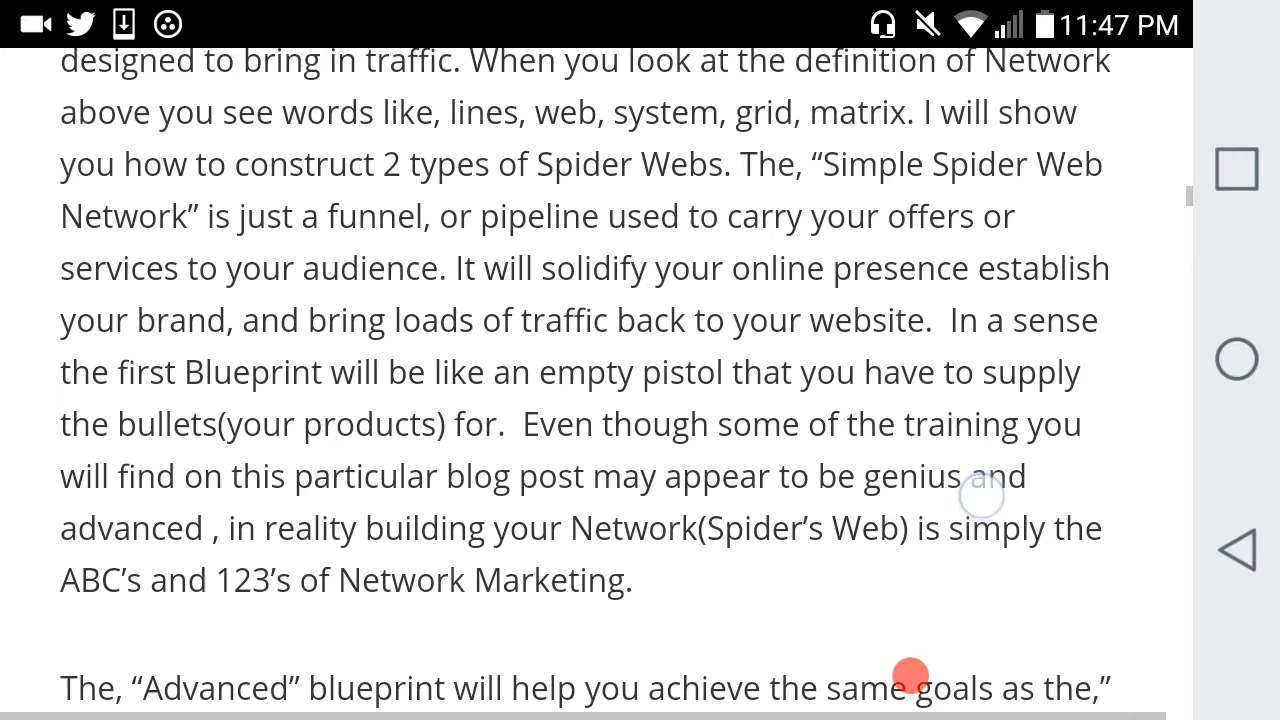 11:47 PM
designed to bring in traffic. When you look at the definition of Network
above you see words like, lines, web, system, grid, matrix. I will show
you how to construct 2 types of Spider Webs. The, “Simple Spider Web
Network” is just a funnel, or pipeline used to carry your offers or
services to your audience. It will solidify your online presence establish
your brand, and bring loads of traffic back to your website.  In a sense
the first Blueprint will be like an empty pistol that you have to supply
the bullets(your products) for.  Even though some of the training you
will find on this particular blog post may appear to be genius and
advanced , in reality building your Network(Spider’s Web) is simply the
ABC’s and 123’s of Network Marketing.
The, “Advanced” blueprint will help you achieve the same goals as the,”